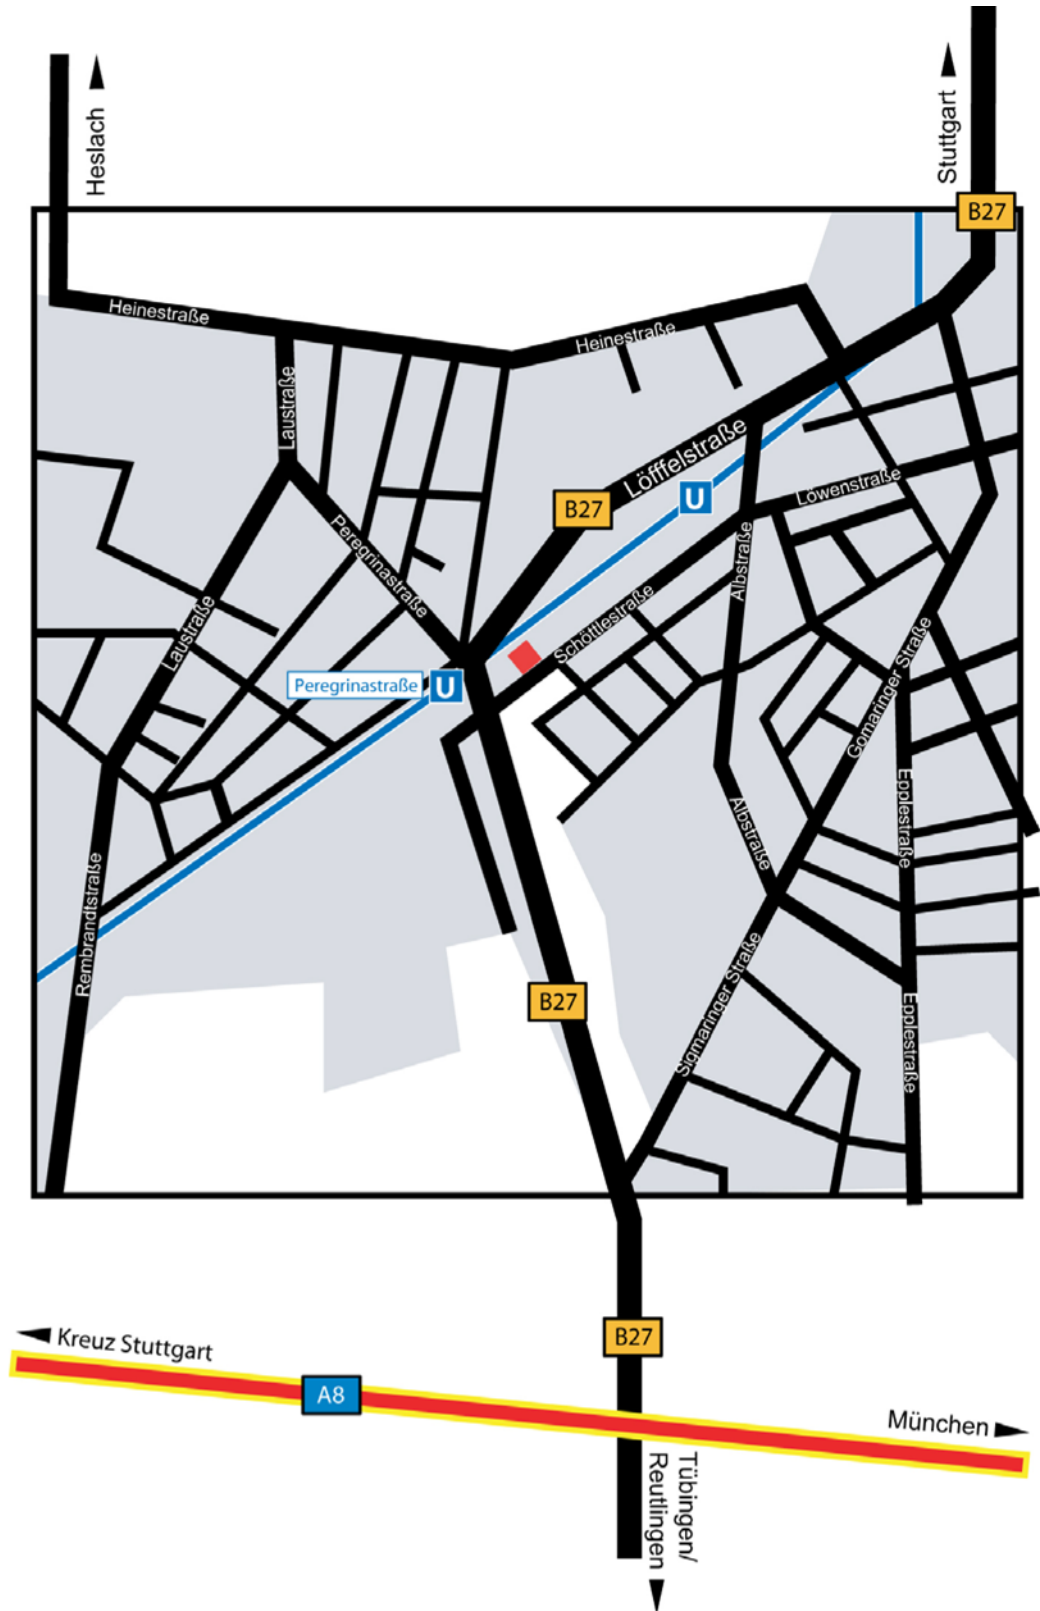 Heslach
Stuttgart
B27
Heinestraße
Heinestraße
Laustraße
Löffelstraße
Löwenstraße
U
B27
Peregrinastraße
Albstraße
Schöttlestraße
Laustraße
Peregrinastraße
U
Gomaringer Straße
Epplestraße
Albstraße
Rembrandtstraße
Sigmaringer Straße
B27
Epplestraße
B27
Kreuz Stuttgart
A8
München
Tübingen/
Reutlingen